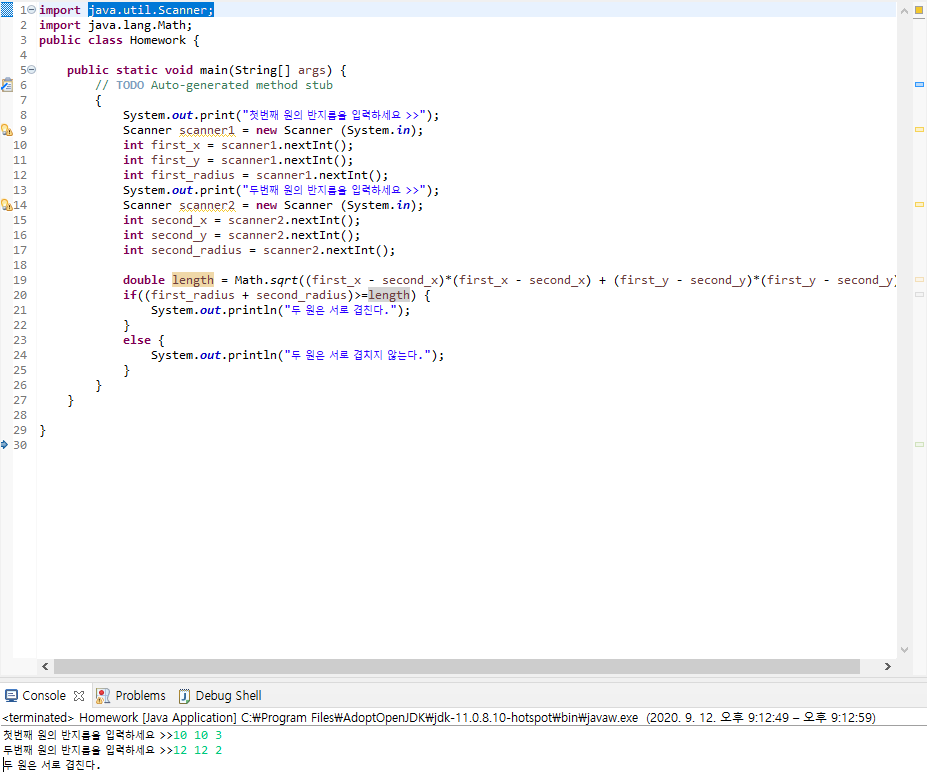 1 import java.util.Scanner;
2 import java.lang.Math;
3 public class Homework {
4
5 public static void main(String[] args) {
6 // TODO Auto-generated method stub
7 {
8 System.out.print("첫번째 원의 반지름을 입력하세요 >>");
9 Scanner scanner1 = new Scanner (System.in);
10 int first_x = scanner1.nextInt();
11 int first_y = scanner1.nextInt();
12 int first_radius = scanner1.nextInt();
13 System.out.print("두번째 원의 반지름을 입력하세요 >>");
14 Scanner scanner2 = new Scanner (System.in);
15 int second_x = scanner2.nextInt();
16 int second_y = scanner2.nextInt();
17 int second_radius = scanner2.nextInt();
18
19 double length = Math.sqrt((first_x - second_x)*(first_x - second_x) + (first_y - second_y)*(first_y - second_y)
20 if((first_radius + second_radius)>=length) {
21 System.out.println("두 원은 서로 겹친다.");
22 }
23 else {
24 System.out.println("두 원은 서로 겹치지 않는다.");
25 }
26 }
27 }
28
29 }
30
Console Problems Debug Shell
<terminated> Homework [Java Application] C:₩Program Files₩AdoptOpenJDK₩jdk-11.0.8.10-hotspot₩bin₩javaw.exe (2020. 9. 12. 오후 9:12:49 – 오후 9:12:59)
첫번째 원의 반지름을 입력하세요 >>10 10 3
두번째 원의 반지름을 입력하세요 >>12 12 2
두 원은 서로 겹친다.